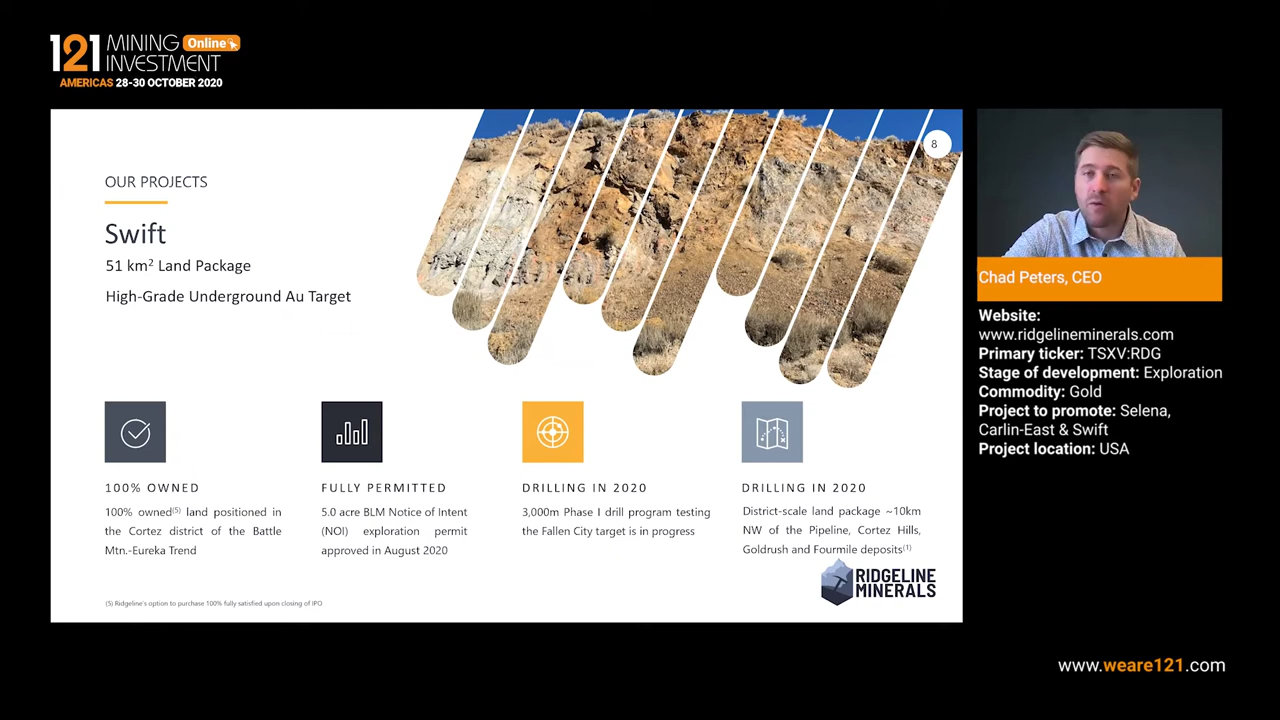 121 MINING INVESTMENT Online
AMERICAS 28-30 OCTOBER 2020
8
OUR PROJECTS
Swift
51 km² Land Package
High-Grade Underground Au Target
100% OWNED
100% owned(5) land positioned in
the Cortez district of the Battle
Mtn.-Eureka Trend
FULLY PERMITTED
5.0 acre BLM Notice of Intent
(NOI) exploration permit
approved in August 2020
DRILLING IN 2020
3,000m Phase I drill program testing
the Fallen City target is in progress
DRILLING IN 2020
District-scale land package ~10km
NW of the Pipeline, Cortez Hills,
Goldrush and Fourmile deposits(1)
RIDGELINE
MINERALS
(5) Ridgeline's option to purchase 100% fully satisfied upon closing of IPO
Chad Peters, CEO
Website:
www.ridgelineminerals.com
Primary ticker: TSXV:RDG
Stage of development: Exploration
Commodity: Gold
Project to promote: Selena,
Carlin-East & Swift
Project location: USA
www.weare121.com